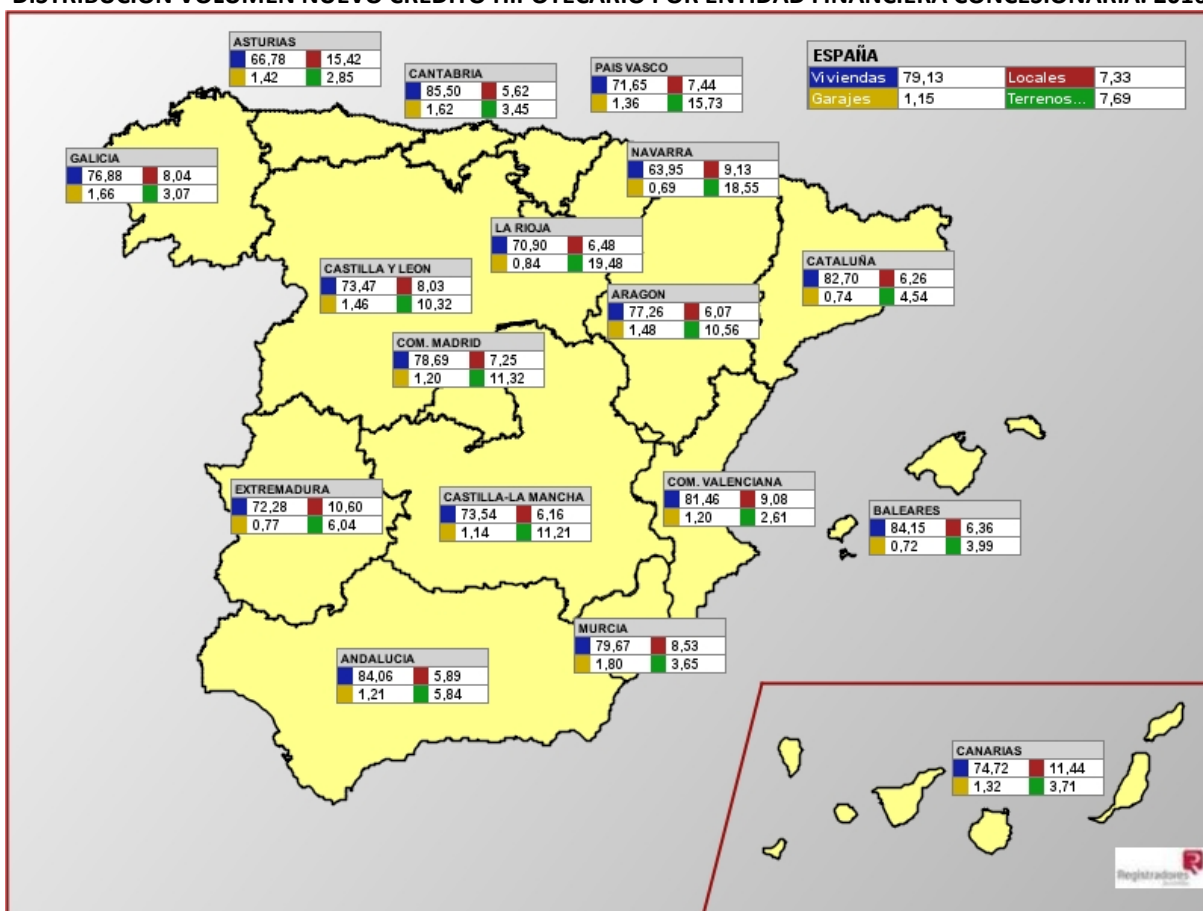 DISTRIBUCIÓN VOLUMEN NUEVO CRÉDITO HIPOTECARIO POR ENTIDAD FINANCIERA CONCESIONARIA. 2016
ASTURIAS
66,78 15,42
1,42 2,85
CANTABRIA
85,50 5,62
1,62 3,45
PAIS VASCO
71,65 7,44
1,36 15,73
ESPAÑA
Viviendas 79,13 Locales 7,33
Garajes 1,15 Terrenos... 7,69
GALICIA
76,88 8,04
1,66 3,07
NAVARRA
63,95 9,13
0,69 18,55
LA RIOJA
70,90 6,48
0,84 19,48
CASTILLA Y LEON
73,47 8,03
1,46 10,32
CATALUÑA
82,70 6,26
0,74 4,54
ARAGON
77,26 6,07
1,48 10,56
COM. MADRID
78,69 7,25
1,20 11,32
EXTREMADURA
72,28 10,60
0,77 6,04
CASTILLA-LA MANCHA
73,54 6,16
1,14 11,21
COM. VALENCIANA
81,46 9,08
1,20 2,61
BALEARES
84,15 6,36
0,72 3,99
MURCIA
79,67 8,53
1,80 3,65
ANDALUCIA
84,06 5,89
1,21 5,84
CANARIAS
74,72 11,44
1,32 3,71
Registradores